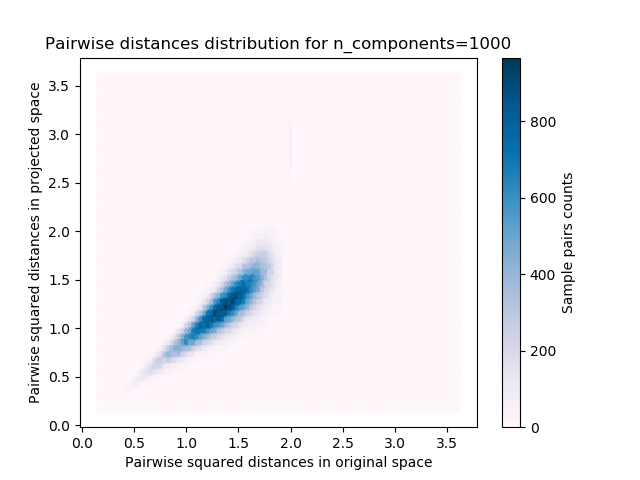 Pairwise distances distribution for n_components=1000
Pairwise squared distances in projected space
3.5
3.0
2.5
2.0
1.5
1.0
0.5
0.0
0.0 0.5 1.0 1.5 2.0 2.5 3.0 3.5
Pairwise squared distances in original space
800
600
400
200
0
Sample pairs counts